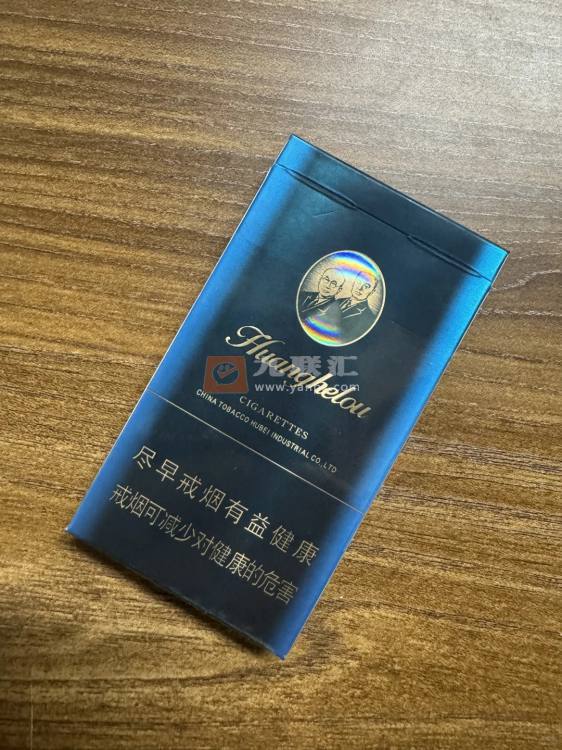 Huanghelou
CIGARETTES
CHINA TOBACCO HUBEI INDUSTRIAL CO.,LTD
尽早戒烟有益健康
戒烟可减少对健康的危害